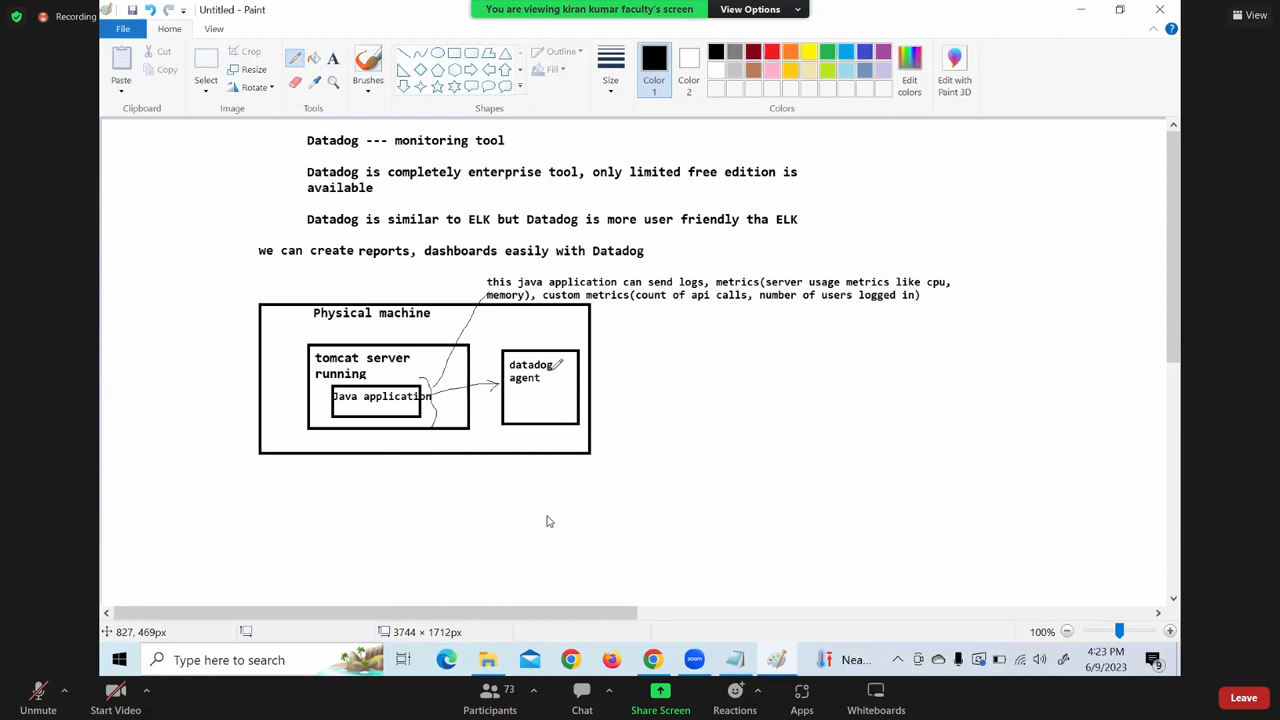 Recording
Untitled - Paint
You are viewing kiran kumar faculty's screen
View Options
View
File
Home
View
Paste
Cut
Copy
Select
Crop
Resize
Rotate
A
Brushes
Outline
Fill
Size
Color
1
Color
2
Edit
colors
Edit with
Paint 3D
Clipboard
Image
Tools
Shapes
Colors
Datadog --- monitoring tool
Datadog is completely enterprise tool, only limited free edition is
available
Datadog is similar to ELK but Datadog is more user friendly tha ELK
we can create reports, dashboards easily with Datadog
this java application can send logs, metrics(server usage metrics like cpu,
memory), custom metrics(count of api calls, number of users logged in)
Physical machine
tomcat server
running
Java application
datadog
agent
827, 469px
3744 × 1712px
100%
Type here to search
Nea...
4:23 PM
6/9/2023
9
Unmute
Start Video
Participants
73
Chat
Share Screen
Reactions
Apps
Whiteboards
Leave